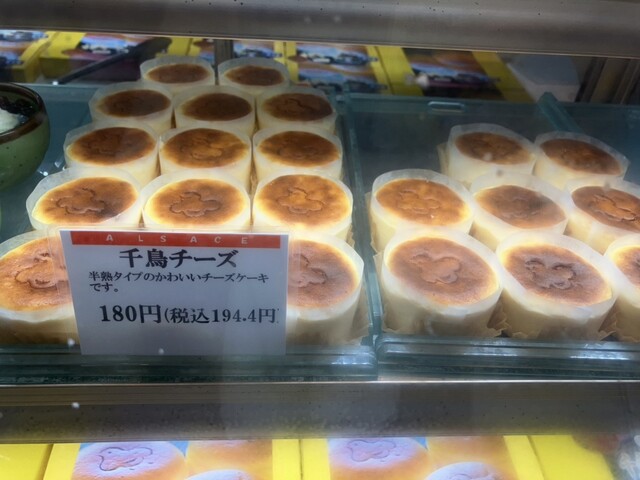 ALSACE
千鳥チーズ
半熟タイプのかわいいチーズケーキ
です。
180円(税込194.4円)